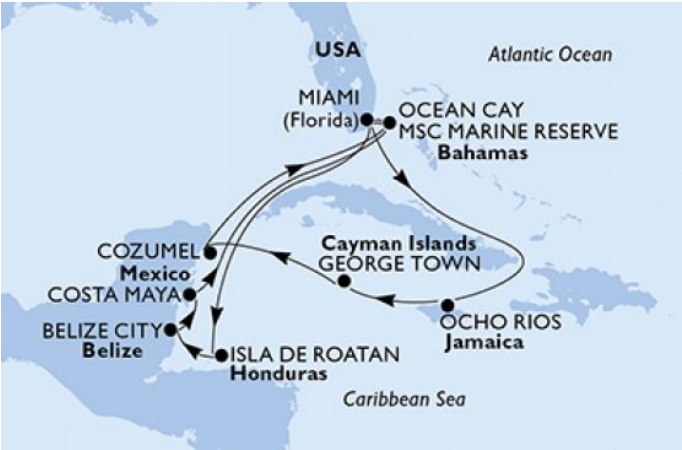 USA
Atlantic Ocean
MIAMI
(Florida)
OCEAN CAY
MSC MARINE RESERVE
Bahamas
COZUMEL
Mexico
Cayman Islands
GEORGE TOWN
COSTA MAYA
OCHO RIOS
Jamaica
BELIZE CITY
Belize
ISLA DE ROATAN
Honduras
Caribbean Sea